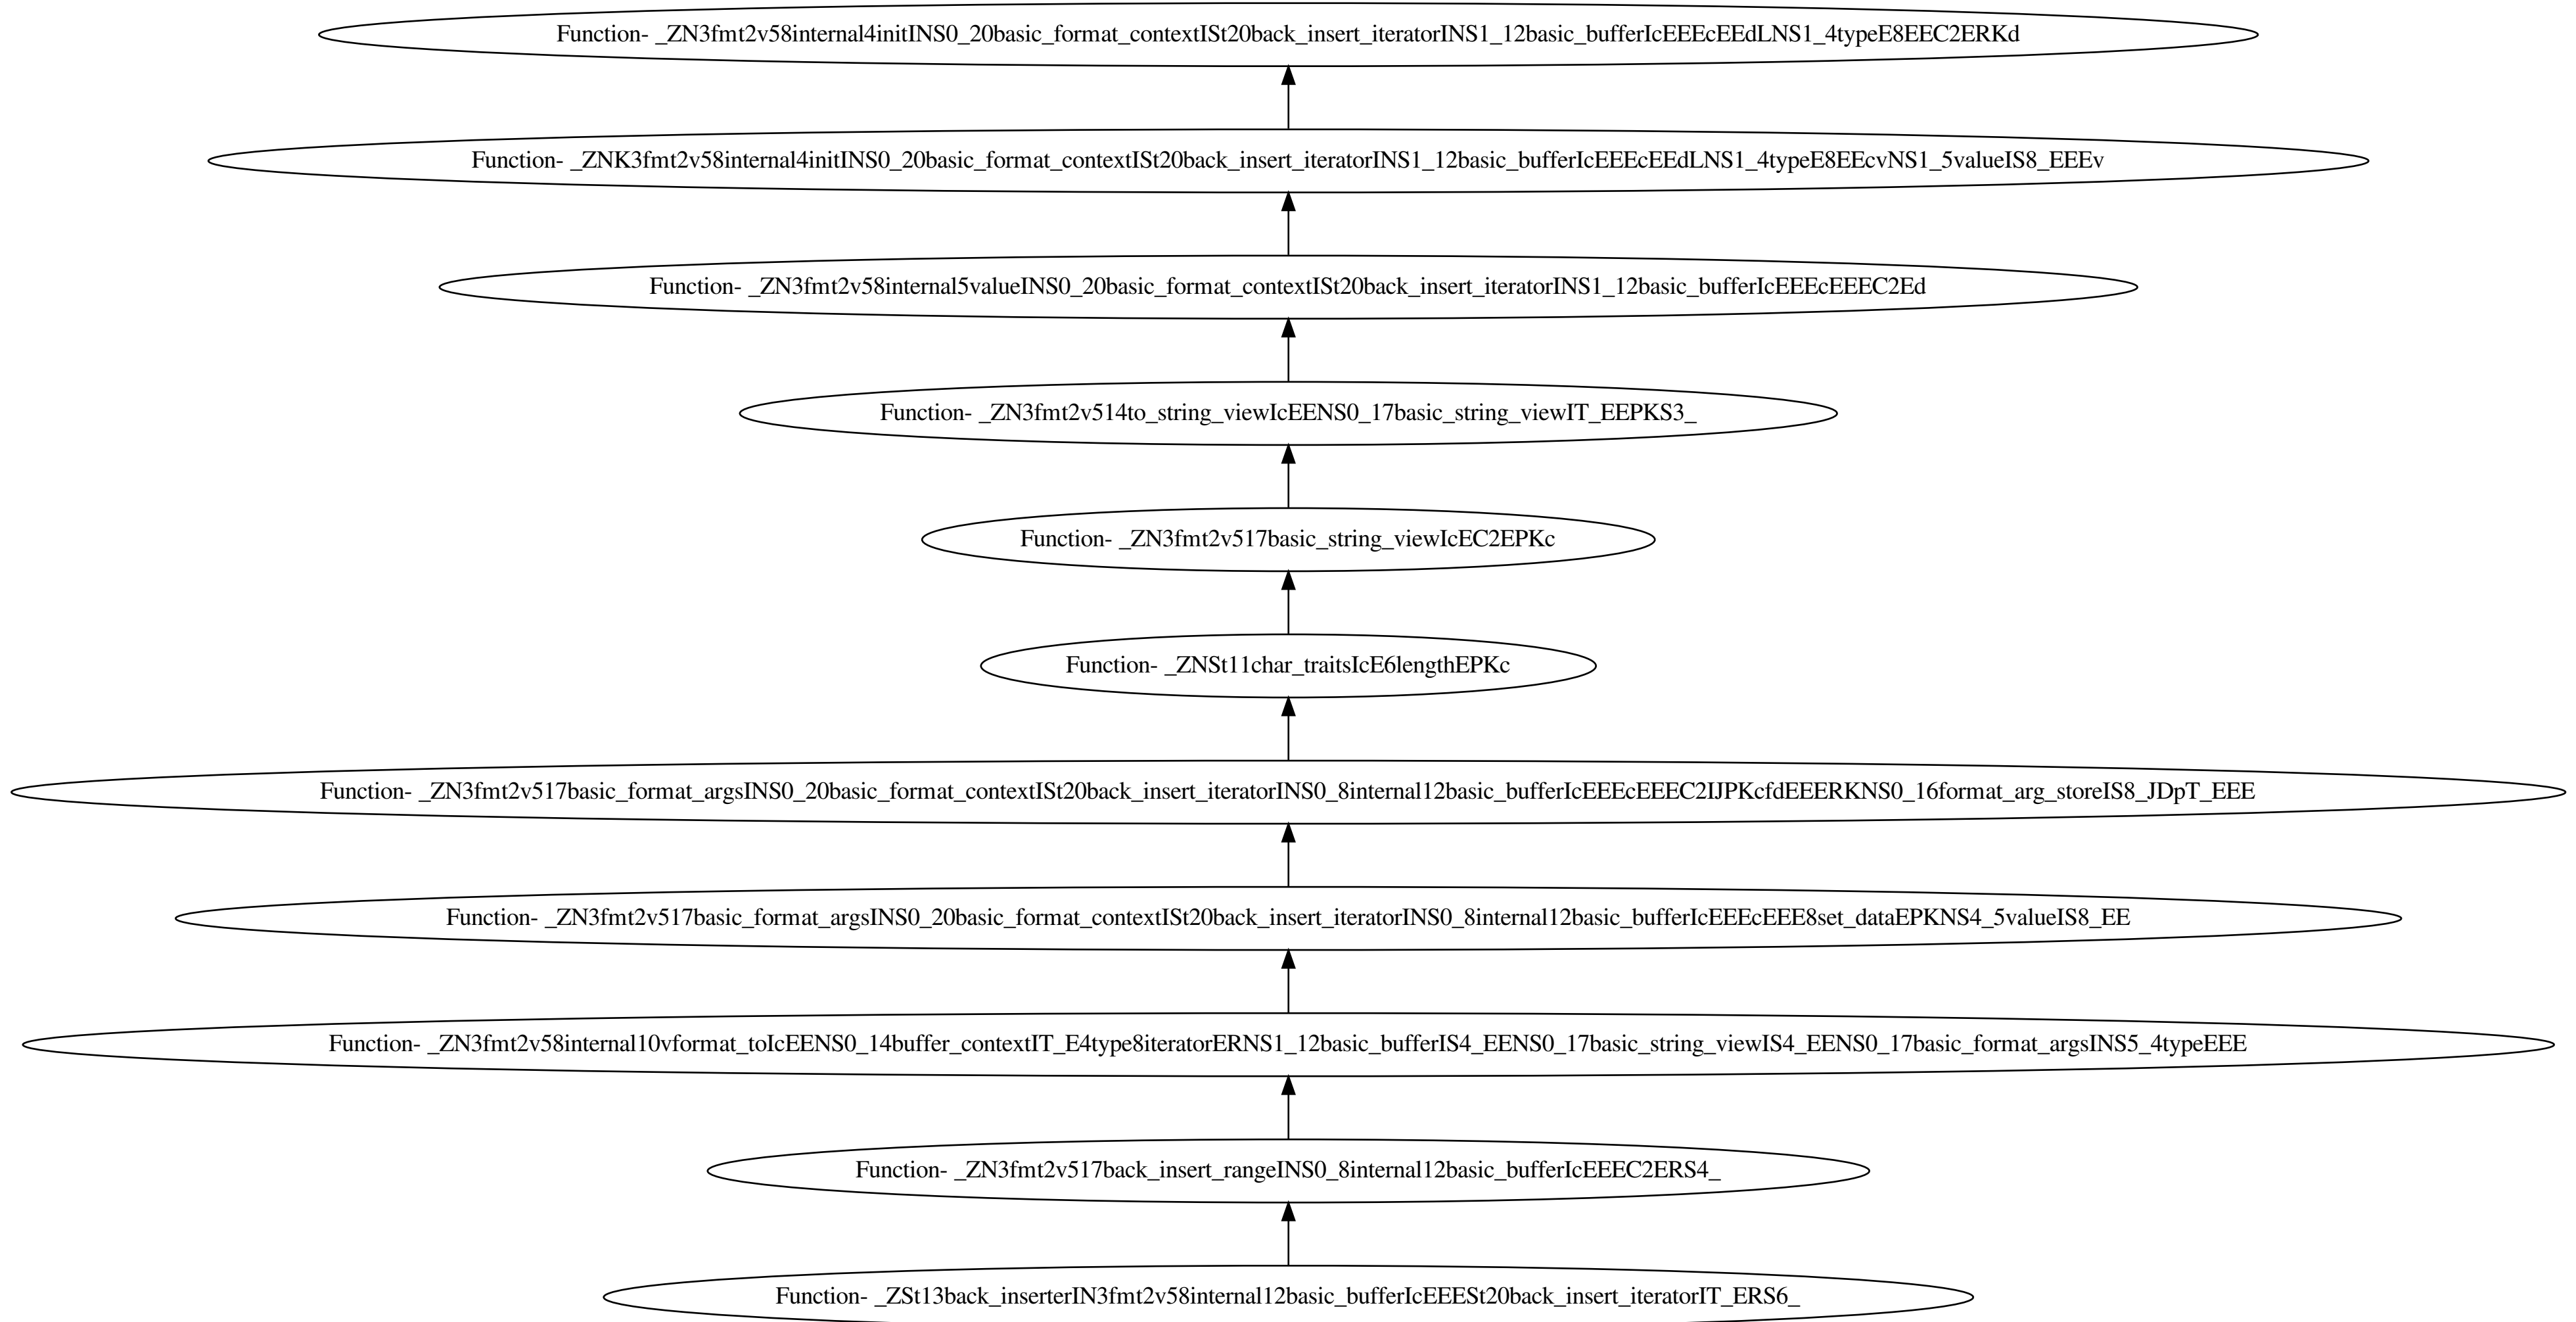 Function- _ZN3fmt2v58internal4initINS0_20basic_format_contextISt20back_insert_iteratorINS1_12basic_bufferIcEEEcEEdLNS1_4typeE8EEC2ERKd
Function- _ZNK3fmt2v58internal4initINS0_20basic_format_contextISt20back_insert_iteratorINS1_12basic_bufferIcEEEcEEdLNS1_4typeE8EEcvNS1_5valueIS8_EEEv
Function- _ZN3fmt2v58internal5valueINS0_20basic_format_contextISt20back_insert_iteratorINS1_12basic_bufferIcEEEcEEEC2Ed
Function- _ZN3fmt2v514to_string_viewIcEENS0_17basic_string_viewIT_EEPKS3_
Function- _ZN3fmt2v517basic_string_viewIcEC2EPKc
Function- _ZNSt11char_traitsIcE6lengthEPKc
Function- _ZN3fmt2v517basic_format_argsINS0_20basic_format_contextISt20back_insert_iteratorINS0_8internal12basic_bufferIcEEEcEEEC2IJPKcfdEEERKNS0_16format_arg_storeIS8_JDpT_EEE
Function- _ZN3fmt2v517basic_format_argsINS0_20basic_format_contextISt20back_insert_iteratorINS0_8internal12basic_bufferIcEEEcEEE8set_dataEPKNS4_5valueIS8_EE
Function- _ZN3fmt2v58internal10vformat_toIcEENS0_14buffer_contextIT_E4type8iteratorERNS1_12basic_bufferIS4_EENS0_17basic_string_viewIS4_EENS0_17basic_format_argsINS5_4typeEEE
Function- _ZN3fmt2v517back_insert_rangeINS0_8internal12basic_bufferIcEEEC2ERS4_
Function- _ZSt13back_inserterIN3fmt2v58internal12basic_bufferIcEEESt20back_insert_iteratorIT_ERS6_